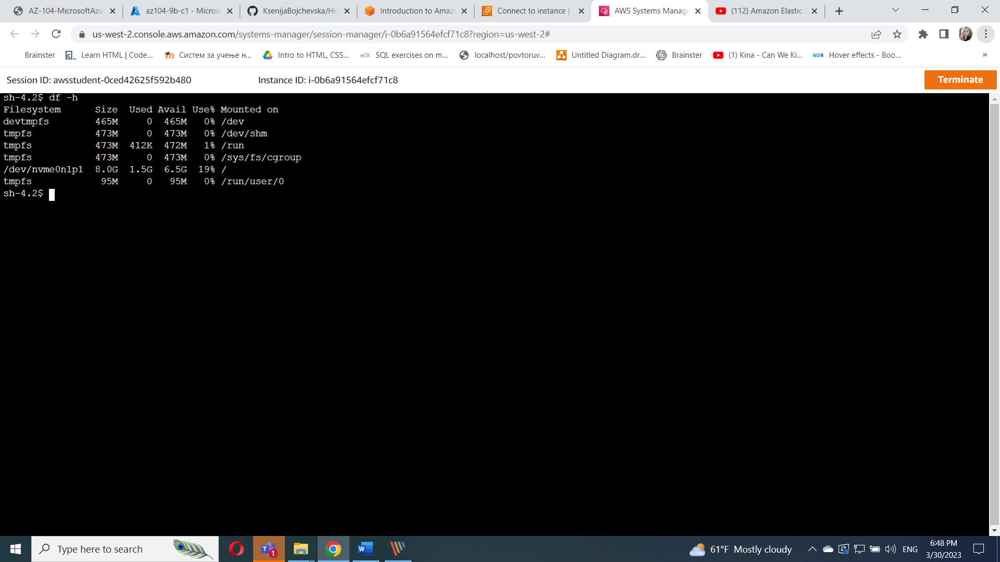 AZ-104-MicrosoftAzu
az104-9b-c1 - Micros
KsenijaBojchevska/Ho
Introduction to Amaz
Connect to instance |
AWS Systems Manage
(112) Amazon Elastic
us-west-2.console.aws.amazon.com/systems-manager/session-manager/i-0b6a91564efcf71c8?region=us-west-2#
Brainster
Learn HTML | Code...
Систем за учење н...
Intro to HTML, CSS...
w3r SQL exercises on m...
localhost/povtoruv...
Untitled Diagram.dr...
Brainster
(1) Kina - Can We Ki...
MDB Hover effects - Boo...
»
Session ID: awsstudent-0ced42625f592b480
Instance ID: i-0b6a91564efcf71c8
Terminate
sh-4.2$ df -h
Filesystem Size Used Avail Use% Mounted on
devtmpfs 465M 0 465M 0% /dev
tmpfs 473M 0 473M 0% /dev/shm
tmpfs 473M 412K 472M 1% /run
tmpfs 473M 0 473M 0% /sys/fs/cgroup
/dev/nvme0n1p1 8.0G 1.5G 6.5G 19% /
tmpfs 95M 0 95M 0% /run/user/0
sh-4.2$
Type here to search
1
61°F Mostly cloudy
ENG
6:48 PM
3/30/2023